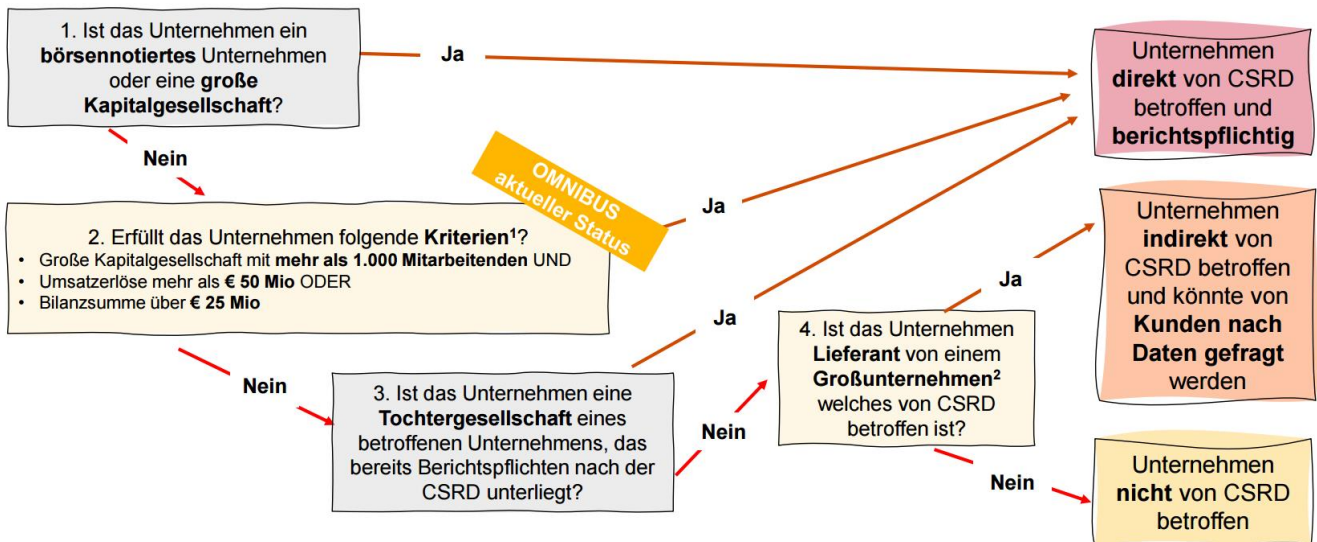 1. Ist das Unternehmen ein
börsennotiertes Unternehmen
oder eine große
Kapitalgesellschaft?
Ja
Unternehmen
direkt von CSRD
betroffen und
berichtspflichtig
Nein
OMNIBUS
aktueller Status
Ja
2. Erfüllt das Unternehmen folgende Kriterien¹?
• Große Kapitalgesellschaft mit mehr als 1.000 Mitarbeitenden UND
• Umsatzerlöse mehr als € 50 Mio ODER
• Bilanzsumme über € 25 Mio
Unternehmen
indirekt von
CSRD betroffen
und könnte von
Kunden nach
Daten gefragt
werden
Ja
Ja
Nein
3. Ist das Unternehmen eine
Tochtergesellschaft eines
betroffenen Unternehmens, das
bereits Berichtspflichten nach der
CSRD unterliegt?
Nein
4. Ist das Unternehmen
Lieferant von einem
Großunternehmen²
welches von CSRD
betroffen ist?
Nein
Unternehmen
nicht von CSRD
betroffen